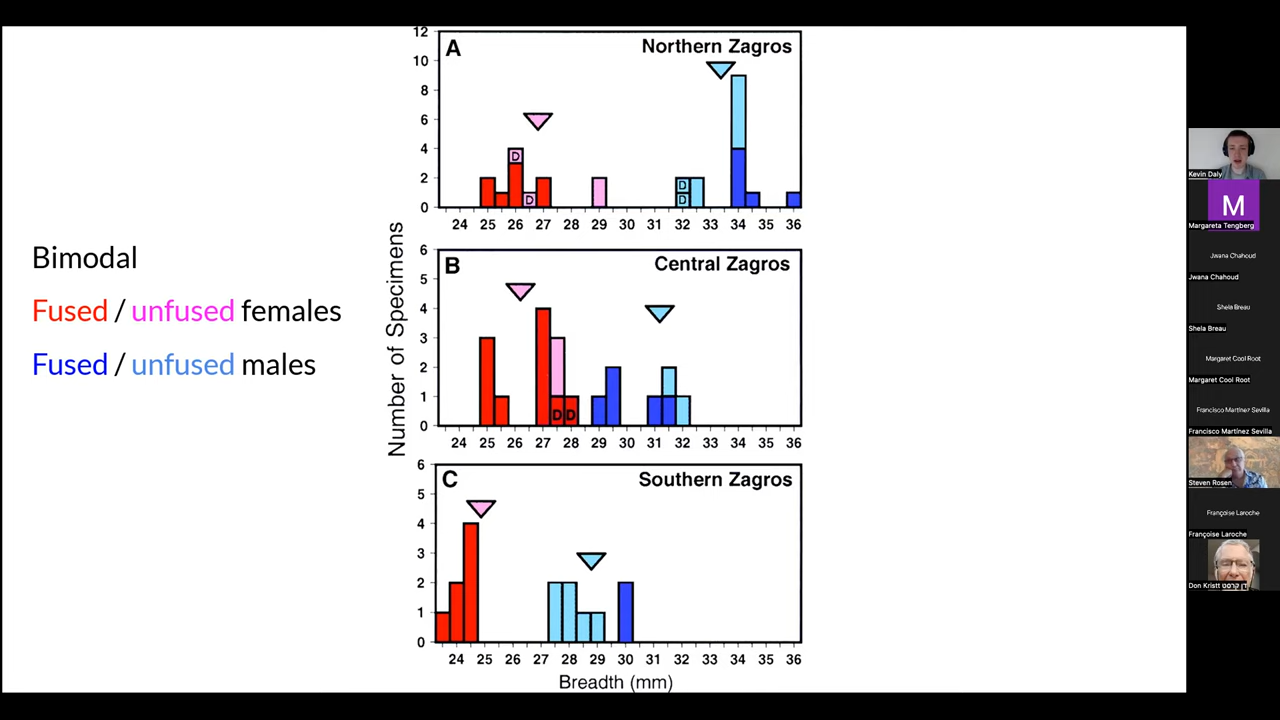 Bimodal
Fused / unfused females
Fused / unfused males
Number of Specimens
A
Northern Zagros
12
10
8
6
4
2
0
D
D
D
D
24 25 26 27 28 29 30 31 32 33 34 35 36
B
Central Zagros
6
5
4
3
2
1
0
D D
24 25 26 27 28 29 30 31 32 33 34 35 36
C
Southern Zagros
6
5
4
3
2
1
0
24 25 26 27 28 29 30 31 32 33 34 35 36
Breadth (mm)
Kevin Daly
M
Margareta Tengberg
Jwana Chahoud
Jwana Chahoud
Shela Breau
Shela Breau
Margaret Cool Root
Margaret Cool Root
Francisco Martínez Sevilla
Francisco Martínez Sevilla
Steven Rosen
Françoise Laroche
Françoise Laroche
Don Kristt דן קרסט